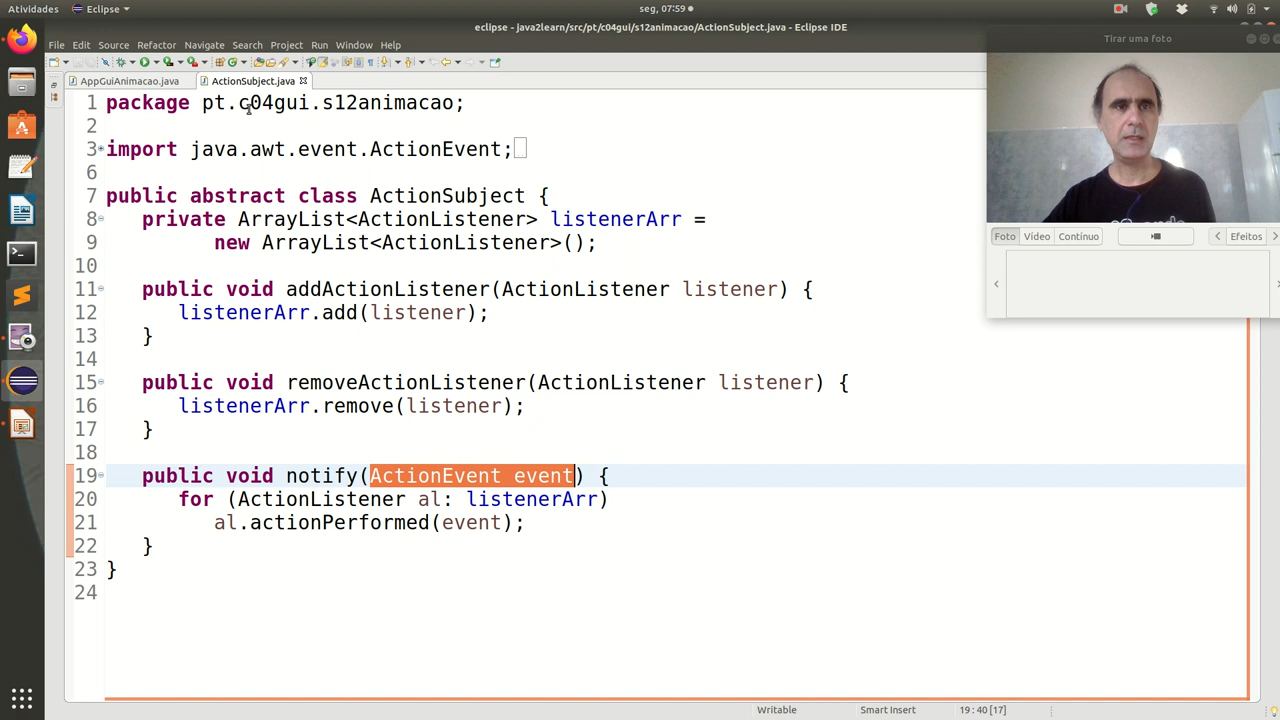 Atividades
Eclipse
seg, 07:59
eclipse - java2learn/src/pt/c04gui/s12animacao/ActionSubject.java - Eclipse IDE
File Edit Source Refactor Navigate Search Project Run Window Help
Tirar uma foto
AppGuiAnimacao.java
ActionSubject.java
1 package pt.c04gui.s12animacao;
2
3 import java.awt.event.ActionEvent;
6
7 public abstract class ActionSubject {
8 private ArrayList<ActionListener> listenerArr =
9 new ArrayList<ActionListener>();
10
11 public void addActionListener(ActionListener listener) {
12 listenerArr.add(listener);
13 }
14
15 public void removeActionListener(ActionListener listener) {
16 listenerArr.remove(listener);
17 }
18
19 public void notify(ActionEvent event) {
20 for (ActionListener al: listenerArr)
21 al.actionPerformed(event);
22 }
23 }
24
Foto Vídeo Contínuo Efeitos
Writable Smart Insert 19 : 40 [17]